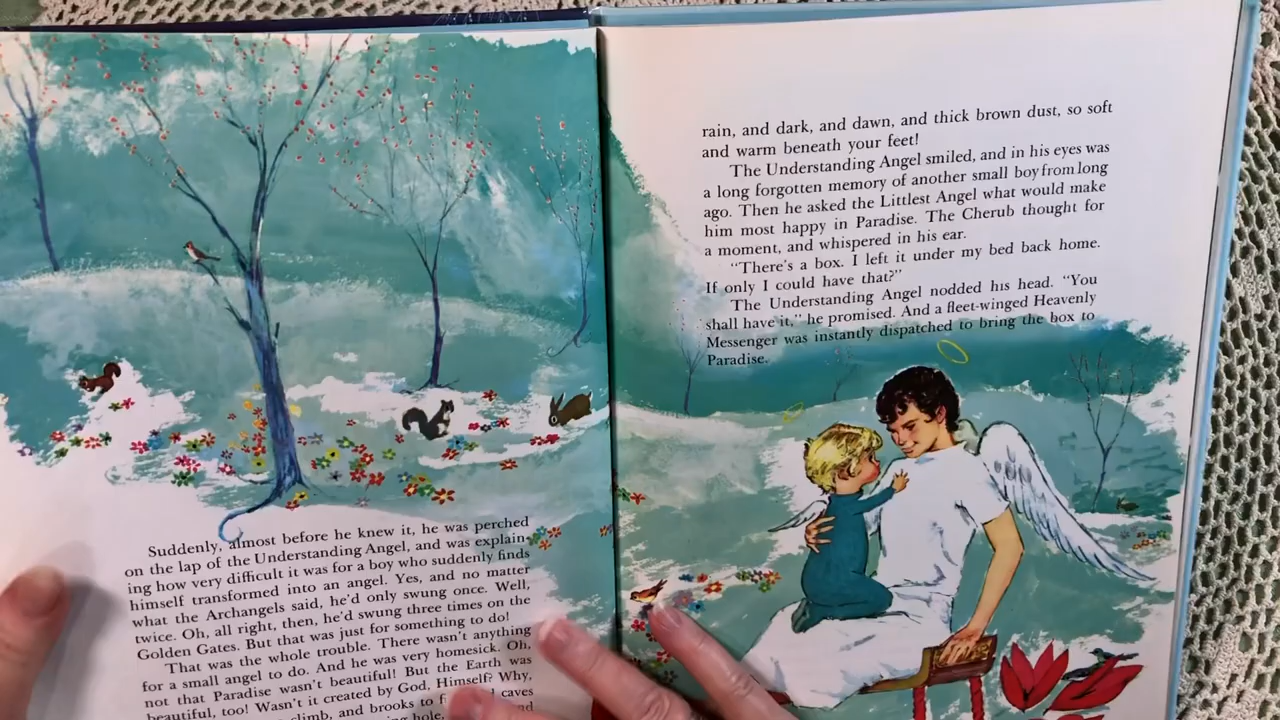 Suddenly, almost before he knew it, he was perched
on the lap of the Understanding Angel, and was explain-
ing how very difficult it was for a boy who suddenly finds
himself transformed into an angel. Yes, and no matter
what the Archangels said, he'd only swung once. Well,
twice. Oh, all right, then, he'd swung three times on the
Golden Gates. But that was just for something to do!
That was the whole trouble. There wasn't anything
for a small angel to do. And he was very homesick. Oh,
not that Paradise wasn't beautiful! But the Earth was
beautiful, too! Wasn't it created by God, Himself? Why,
climb, and brooks to caves
hole,
rain, and dark, and dawn, and thick brown dust, so soft
and warm beneath your feet!
The Understanding Angel smiled, and in his eyes was
a long forgotten memory of another small boy from long
ago. Then he asked the Littlest Angel what would make
him most happy in Paradise. The Cherub thought for
a moment, and whispered in his ear.
"There's a box. I left it under my bed back home.
If only I could have that?"
The Understanding Angel nodded his head. "You
shall have it," he promised. And a fleet-winged Heavenly
Messenger was instantly dispatched to bring the box to
Paradise.